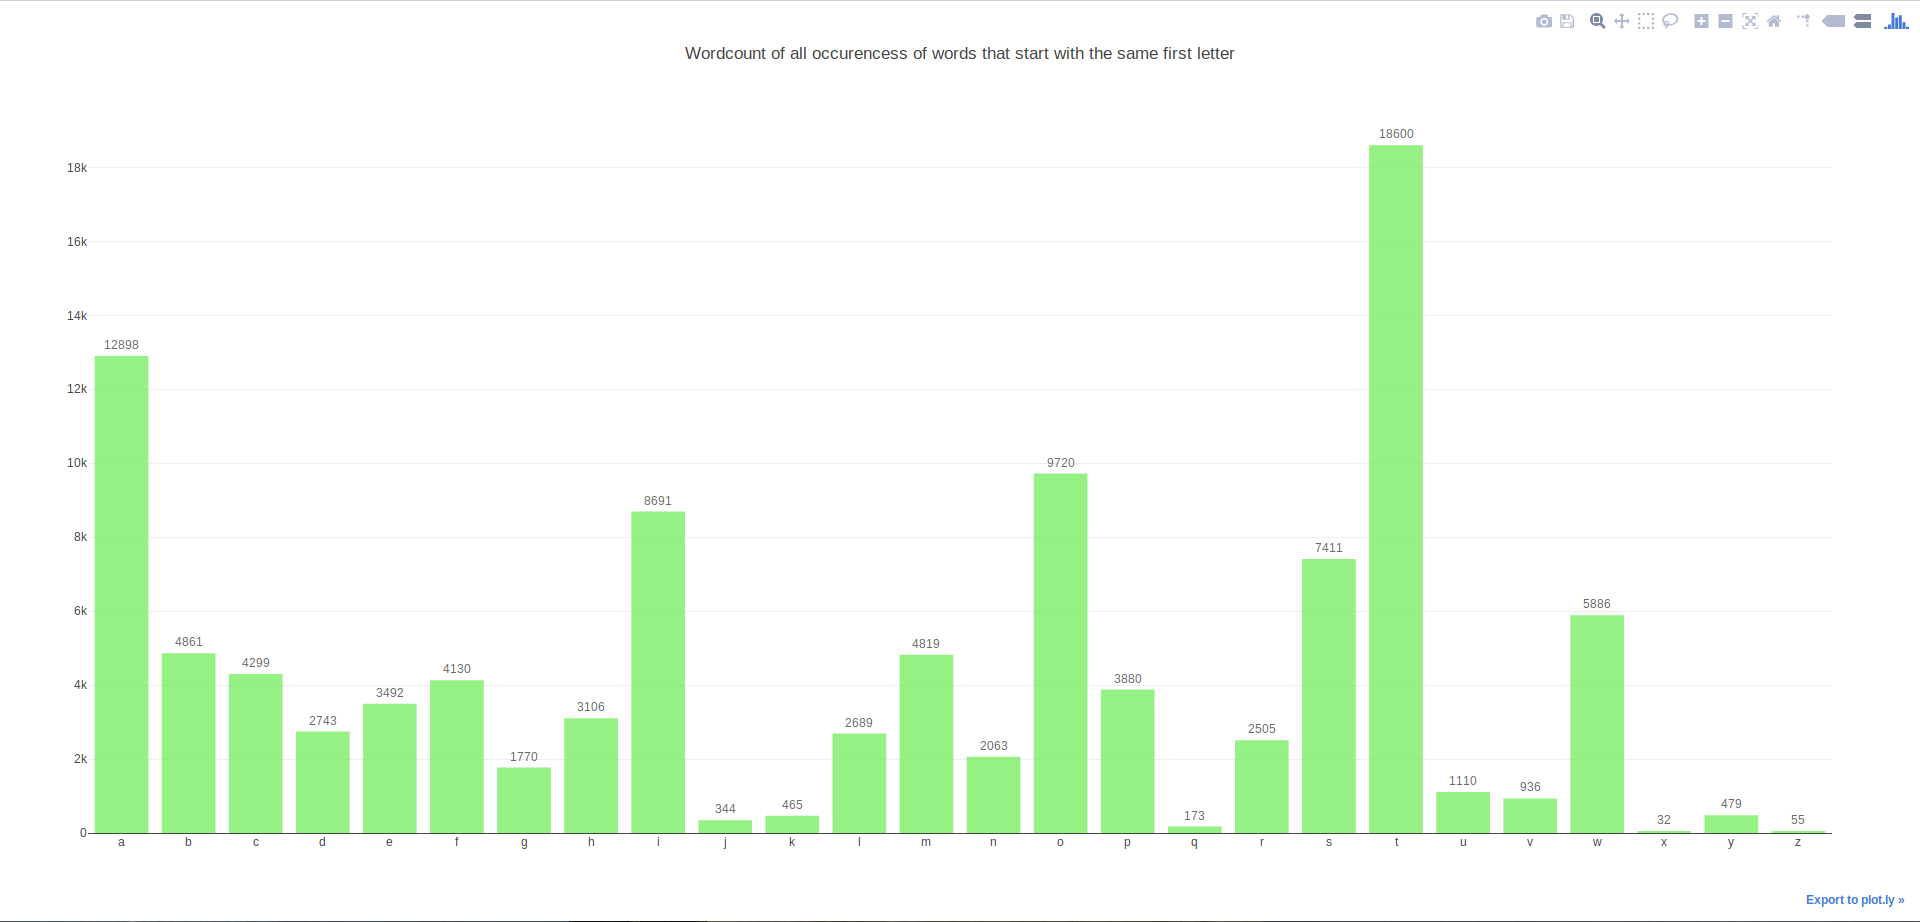 Wordcount of all occurencess of words that start with the same first letter
18k
16k
14k
12k
10k
8k
6k
4k
2k
0
12898
4861
4299
2743
3492
4130
1770
3106
8691
344
465
2689
4819
2063
9720
3880
173
2505
7411
18600
1110
936
5886
32
479
55
a b c d e f g h i j k l m n o p q r s t u v w x y z
Export to plot.ly »